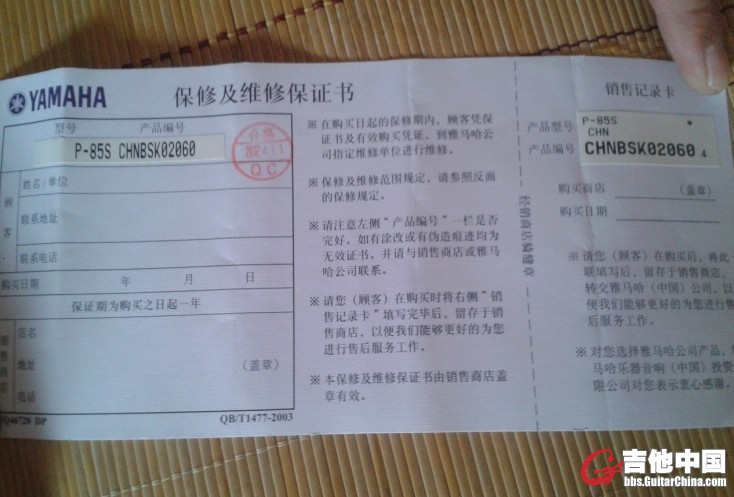 YAMAHA
保修及维修保证书
型号 产品编号
P-85S CHNBSK02060
合格
QC
顾客
姓名/单位
联系地址
联系电话
购买日期 年 月 日
保证期为购买之日起一年
店名
地址 (盖章)
电话
QB/T1477-2003
※在购买日起的保修期内，顾客凭保
证书及有效购买凭证，到雅马哈公
司指定维修单位进行维修。
※保修及维修范围规定，请参照反面
的保修规定。
※请注意左侧“产品编号”一栏是否
完好，如有涂改或有伪造痕迹均为
无效证书，并请与销售商店或雅马
哈公司联系。
※请您（顾客）在购买时将右侧“销
售记录卡”填写完毕后，留存于销
售商店，以便我们能够更好的为您
进行售后服务工作。
※本保修及维修保证书由销售商店盖
章有效。
经销商店骑缝章
销售记录卡
产品型号
P-85S
CHN
产品编号
CHNBSK02060 4
购买商店 (盖章)
购买日期
※请您（顾客）在购买后，将此
联填写后，留存于销售商店，
转交雅马哈（中国）公司，以
便我们能够更好的为您进行售
后服务工作。
※对您选择雅马哈公司产品，
马哈乐器音响（中国）投资
限公司对您表示衷心感谢。
吉他中国
bbs.GuitarChina.com